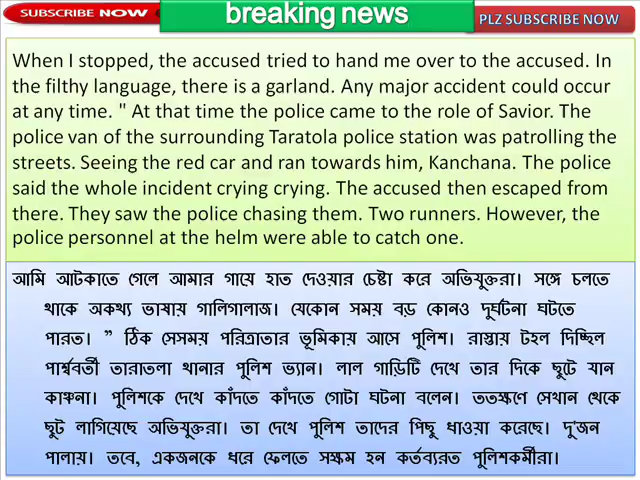 SUBSCRIBE NOW
breaking news
PLZ SUBSCRIBE NOW
When I stopped, the accused tried to hand me over to the accused. In
the filthy language, there is a garland. Any major accident could occur
at any time. " At that time the police came to the role of Savior. The
police van of the surrounding Taratola police station was patrolling the
streets. Seeing the red car and ran towards him, Kanchana. The police
said the whole incident crying crying. The accused then escaped from
there. They saw the police chasing them. Two runners. However, the
police personnel at the helm were able to catch one.
আমি আটকাতে গেলে আমার গায়ে হাত দেওয়ার চেষ্টা করে অভিযুক্তরা। সঙ্গে চলতে
থাকে অকথ্য ভাষায় গালিগালাজ। যেকোন সময় বড় কোনও দুর্ঘটনা ঘটতে
পারত। ” ঠিক সেসময় পরিত্রাতার ভূমিকায় আসে পুলিশ। রাস্তায় টহল দিচ্ছিল
পার্শ্ববর্তী তারাতলা থানার পুলিশ ভ্যান। লাল গাড়িটি দেখে তার দিকে ছুটে যান
কাঞ্চনা। পুলিশকে দেখে কাঁদতে কাঁদতে গোটা ঘটনা বলেন। ততক্ষণে সেখান থেকে
ছুট লাগিয়েছে অভিযুক্তরা। তা দেখে পুলিশ তাদের পিছু ধাওয়া করেছে। দু'জন
পালায়। তবে, একজনকে ধরে ফেলতে সক্ষম হন কর্তব্যরত পুলিশকর্মীরা।